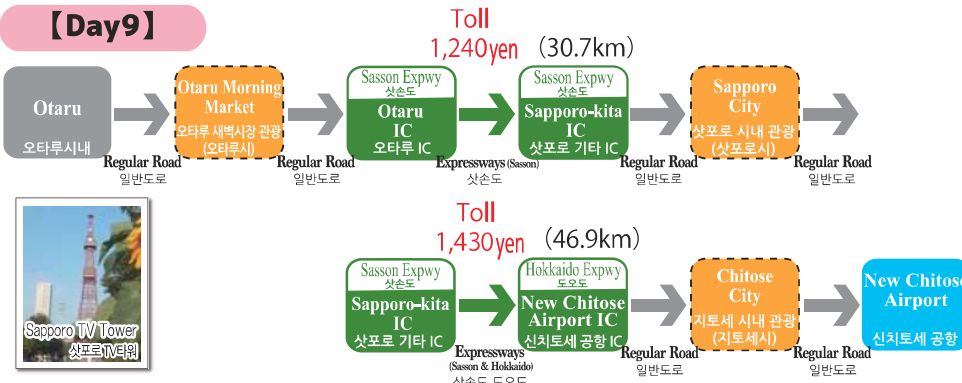 【Day9】
Toll
1,240yen (30.7km)
Otaru
오타루시내
Regular Road
일반도로
Otaru Morning
Market
오타루 새벽시장 관광
(오타루시)
Regular Road
일반도로
Sasson Expwy
삿손도
Otaru
IC
오타루 IC
Expressways (Sasson)
삿손도
Sasson Expwy
삿손도
Sapporo-kita
IC
삿포로 기타 IC
Regular Road
일반도로
Sapporo
City
삿포로 시내 관광
(삿포로시)
Regular Road
일반도로
Sapporo TV Tower
삿포로 TV타워
Toll
1,430yen (46.9km)
Sasson Expwy
삿손도
Sapporo-kita
IC
삿포로 기타 IC
Expressways
(Sasson & Hokkaido)
삿손도 도오도
Hokkaido Expwy
도오도
New Chitose
Airport IC
신치토세 공항 IC
Regular Road
일반도로
Chitose
City
지토세 시내 관광
(지토세시)
Regular Road
일반도로
New Chitose
Airport
신치토세 공항